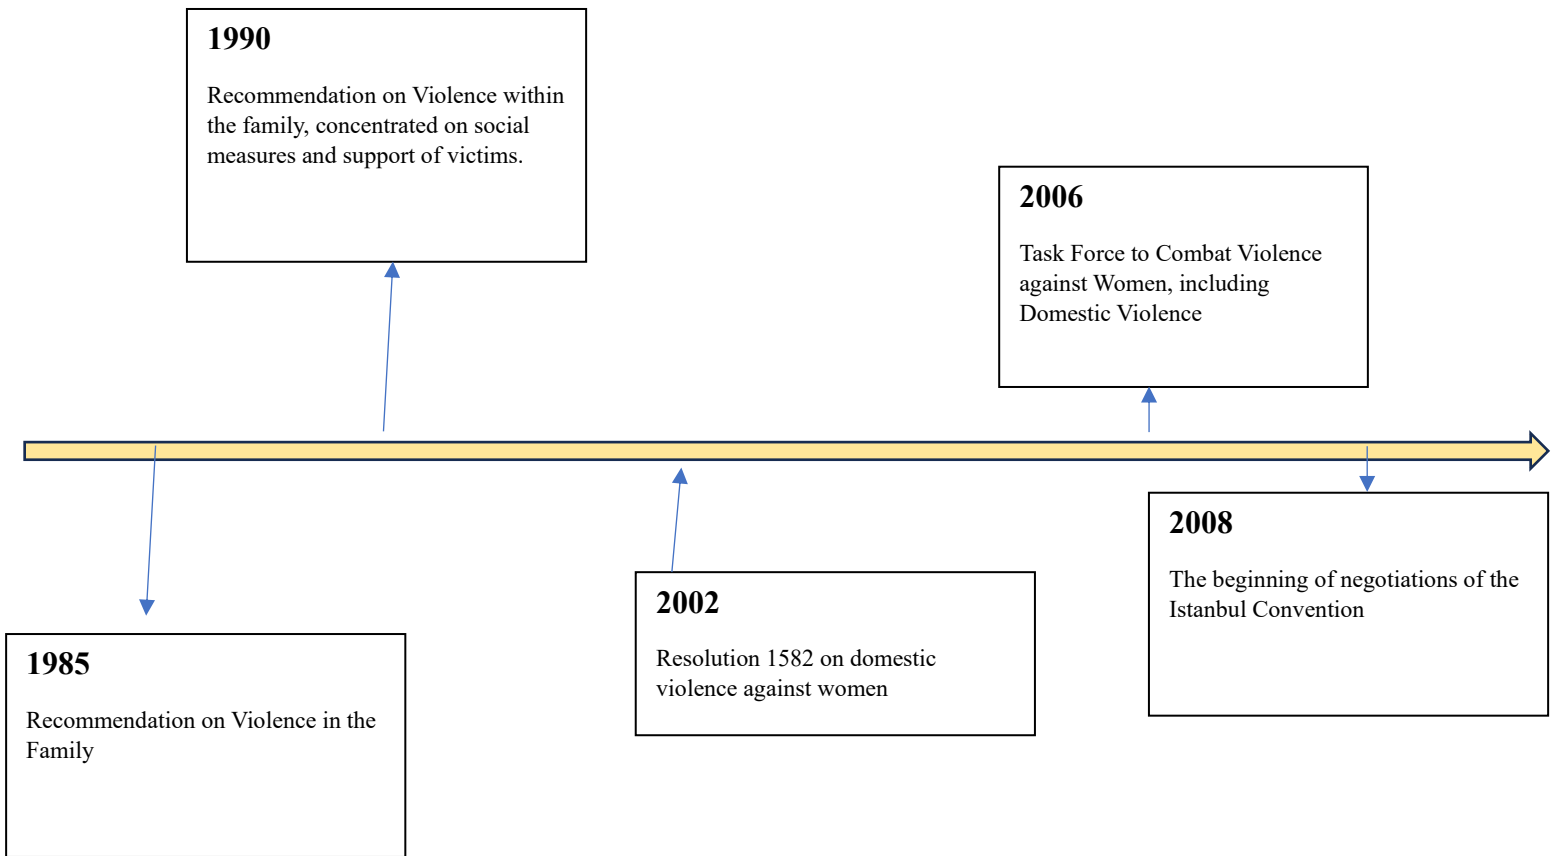 1990
Recommendation on Violence within
the family, concentrated on social
measures and support of victims.
2006
Task Force to Combat Violence
against Women, including
Domestic Violence
2008
The beginning of negotiations of the
Istanbul Convention
2002
Resolution 1582 on domestic
violence against women
1985
Recommendation on Violence in the
Family